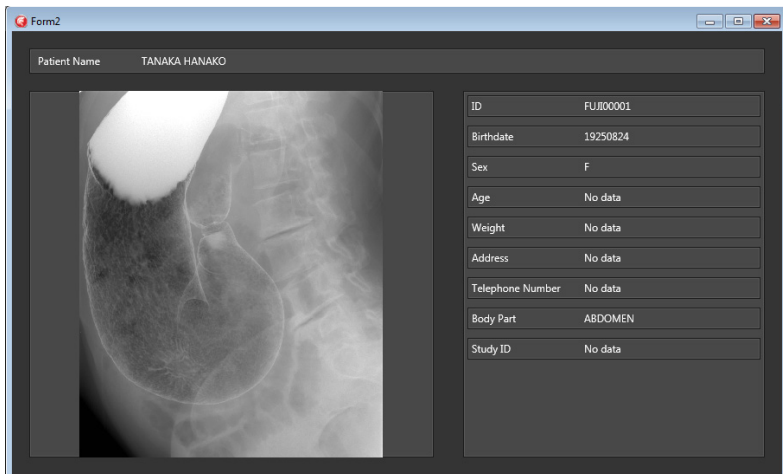 Form2
Patient Name TANAKA HANAKO
ID FUJI00001
Birthdate 19250824
Sex F
Age No data
Weight No data
Address No data
Telephone Number No data
Body Part ABDOMEN
Study ID No data